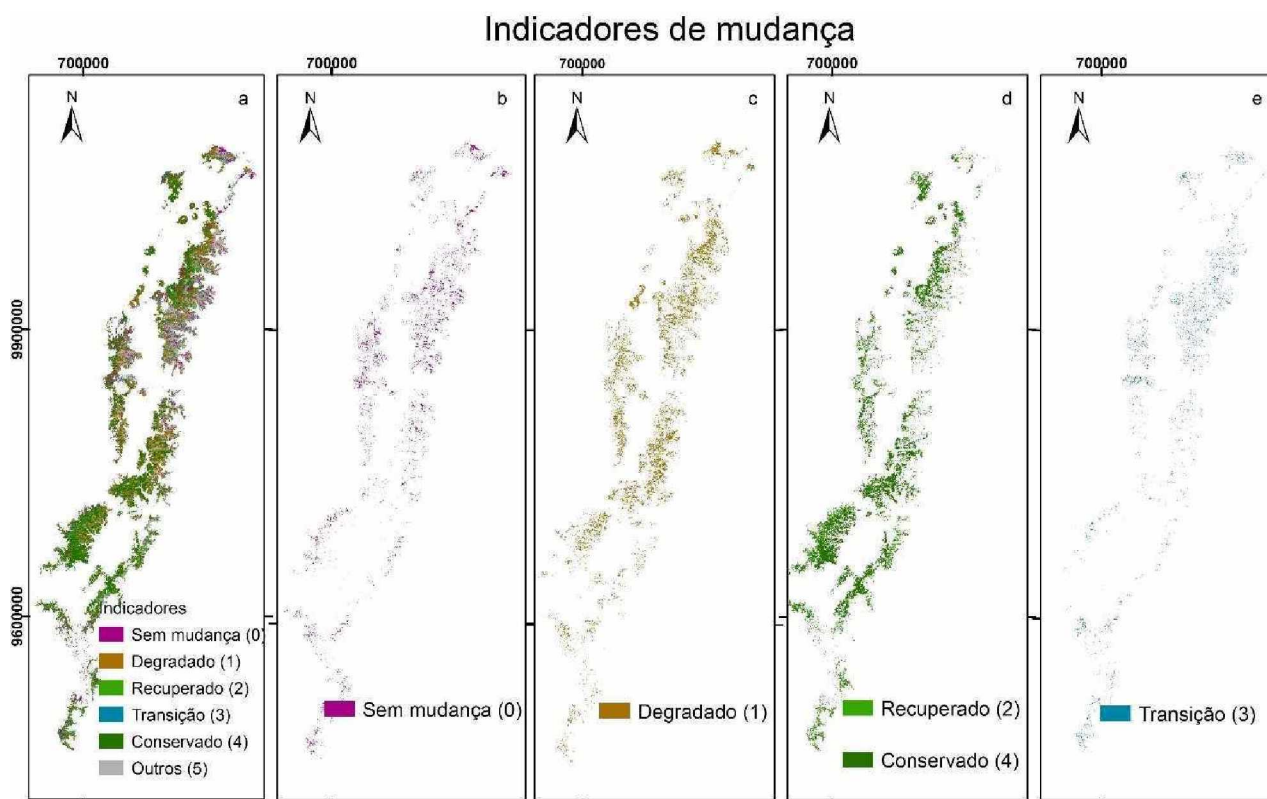 Indicadores de mudança
700000
700000
700000
700000
700000
N
a
N
b
N
c
N
d
N
e
9900000
9600000
Indicadores
Sem mudança (0)
Degradado (1)
Recuperado (2)
Transição (3)
Conservado (4)
Outros (5)
Sem mudança (0)
Degradado (1)
Recuperado (2)
Conservado (4)
Transição (3)